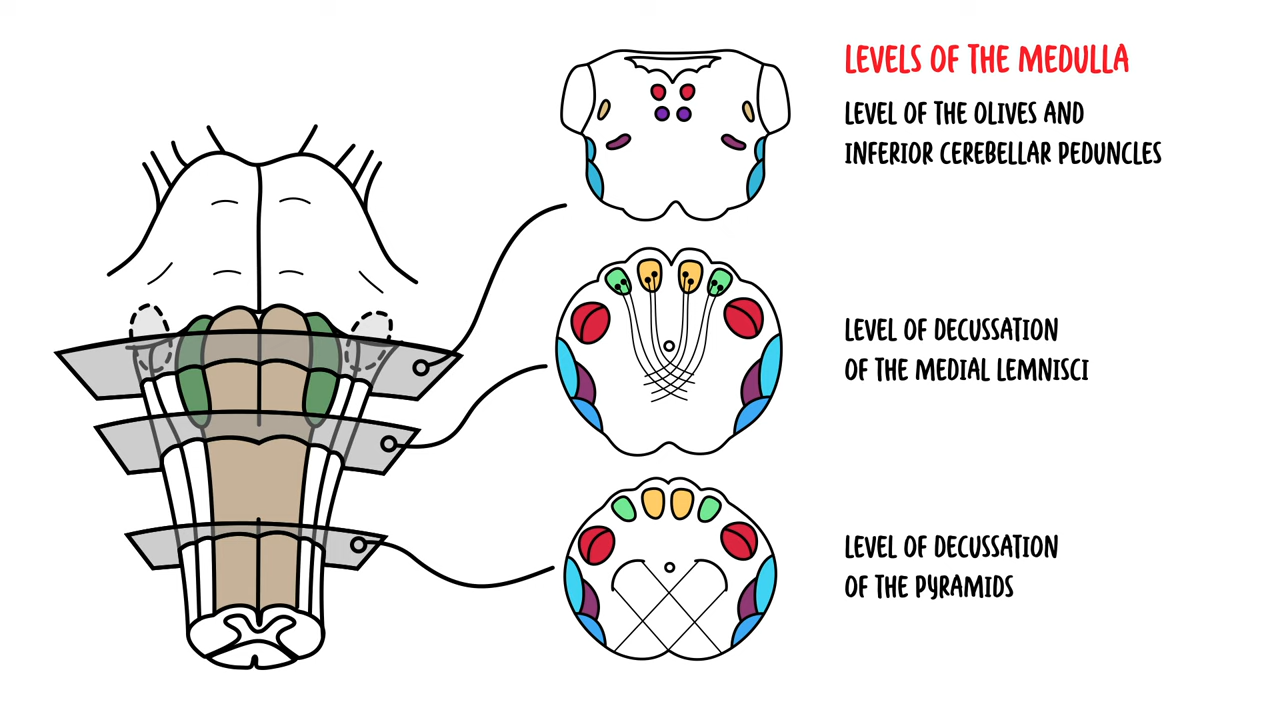 LEVELS OF THE MEDULLA
LEVEL OF THE OLIVES AND
INFERIOR CEREBELLAR PEDUNCLES
LEVEL OF DECUSSATION
OF THE MEDIAL LEMNISCI
LEVEL OF DECUSSATION
OF THE PYRAMIDS